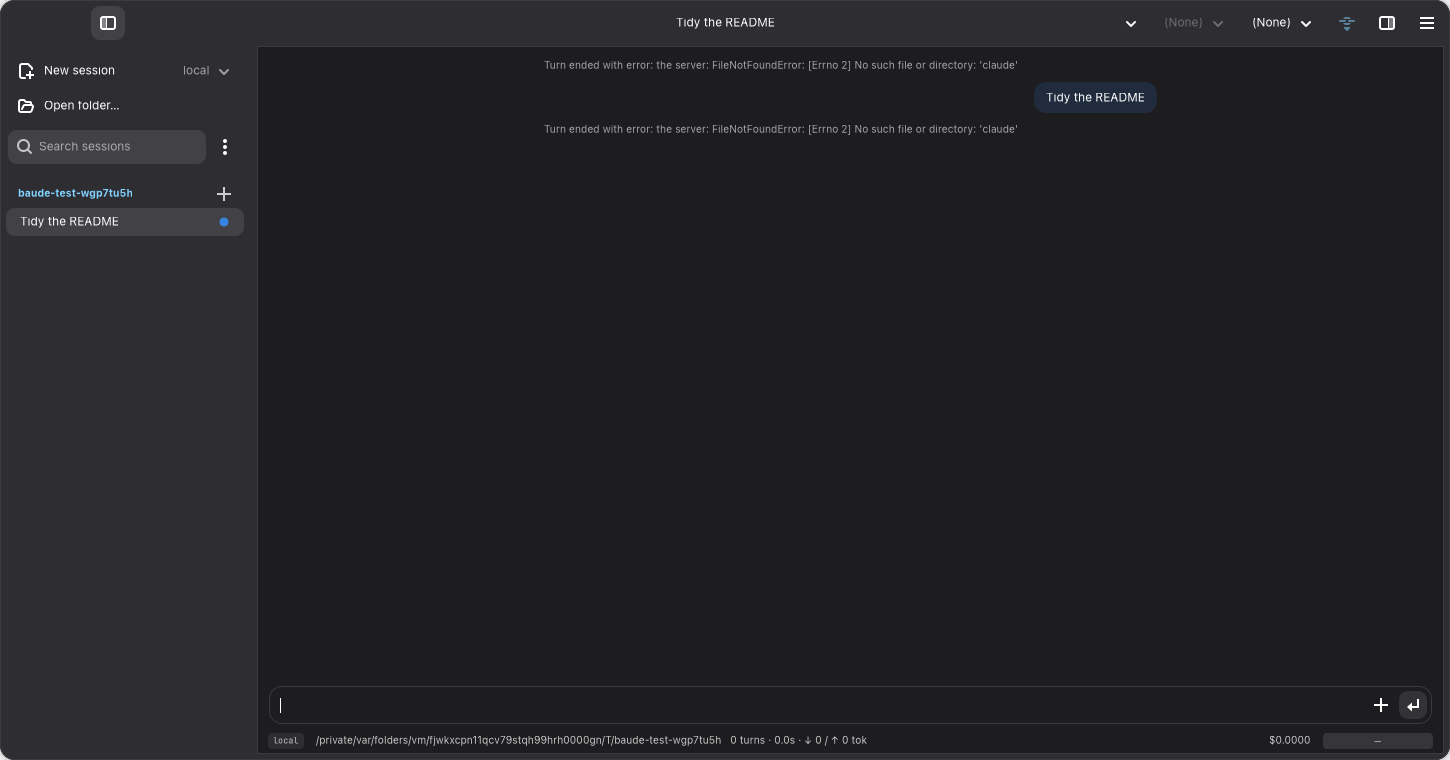 Tidy the README
(None)
(None)
New session
local
Open folder...
Search sessions
baude-test-wgp7tu5h
Tidy the README
Turn ended with error: the server: FileNotFoundError: [Errno 2] No such file or directory: 'claude'
Tidy the README
Turn ended with error: the server: FileNotFoundError: [Errno 2] No such file or directory: 'claude'
local /private/var/folders/vm/fjwkxcpn11qcv79stqh99hrh0000gn/T/baude-test-wgp7tu5h 0 turns · 0.0s · ↓ 0 / ↑ 0 tok $0.0000 –